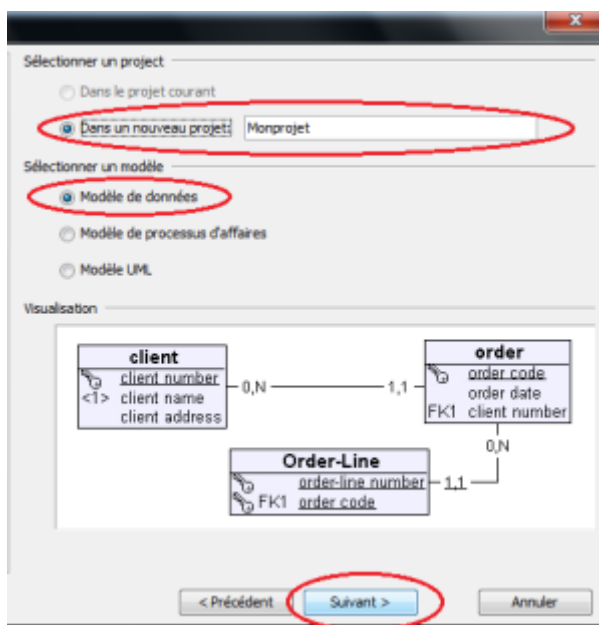 Sélectionner un project
Dans le projet courant
Dans un nouveau projet: Monprojet
Sélectionner un modèle
Modèle de données
Modèle de processus d'affaires
Modèle UML
Visualisation
client
client number
<1> client name
client address
0,N
1,1
order
order code
order date
FK1 client number
0,N
Order-Line
order-line number
FK1 order code
1,1
< Précédent
Suivant >
Annuler